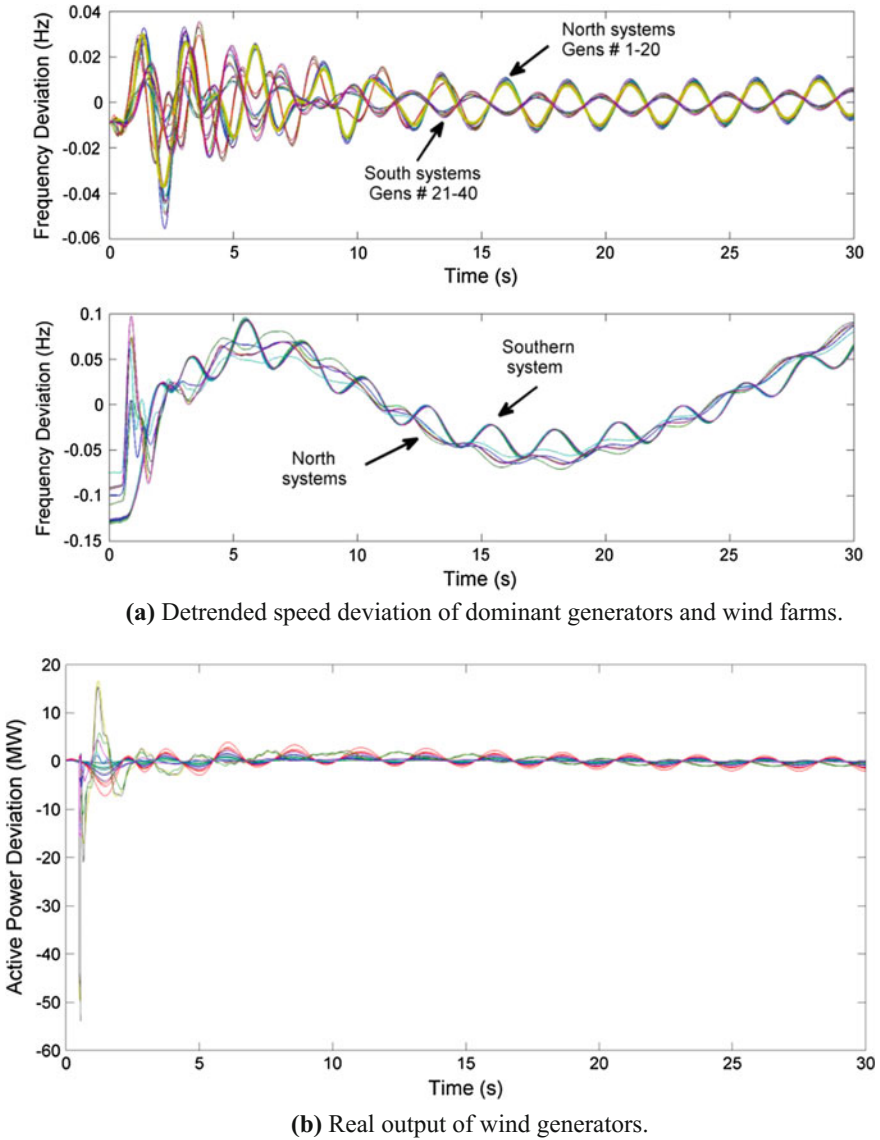 Frequency Deviation (Hz)
0.04
0.02
0
0.02
0.04
0.06
North systems
Gens # 1-20
South systems
Gens # 21-40
0 5 10 15 20 25 30
Time (s)
Frequency Deviation (Hz)
0.1
0.05
0
-0.05
-0.1
-0.15
Southern
system
North
systems
0 5 10 15 20 25 30
Time (s)
(a) Detrended speed deviation of dominant generators and wind farms.
Active Power Deviation (MW)
20
10
0
-10
-20
-30
-40
-50
-60
0 5 10 15 20 25 30
Time (s)
(b) Real output of wind generators.